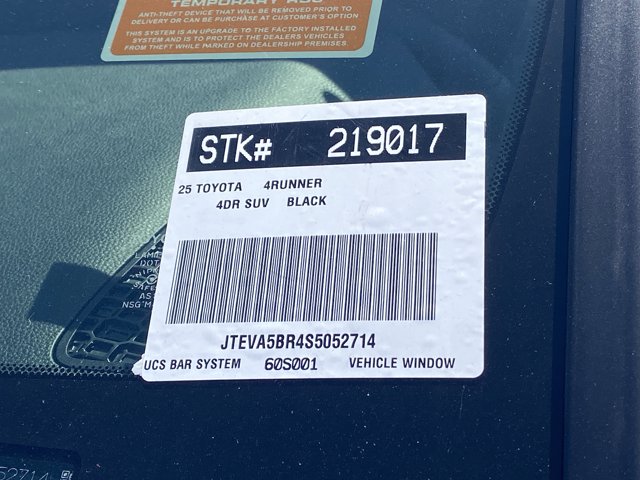 ANTI-THEFT DEVICE THAT WILL BE REMOVED PRIOR TO
DELIVERY OR CAN BE PURCHASE AT CUSTOMER'S OPTION
THIS SYSTEM IS AN UPGRADE TO THE FACTORY INSTALLED
SYSTEM AND IS TO PROTECT THE DEALERS VEHICLES
FROM THEFT WHILE PARKED ON DEALERSHIP PREMISES
STK# 219017
25 TOYOTA 4RUNNER
4DR SUV BLACK
JTEVA5BR4S5052714
UCS BAR SYSTEM 60S001 VEHICLE WINDOW
52714